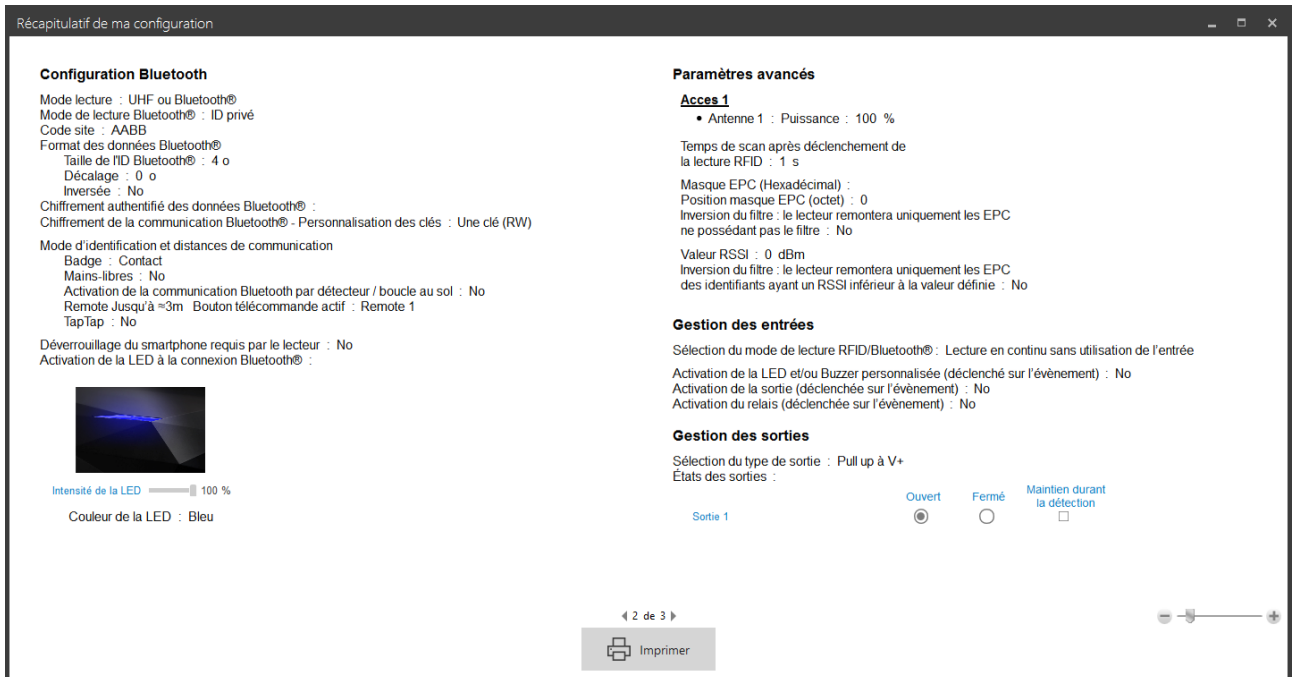 Récapitulatif de ma configuration
Configuration Bluetooth
Mode lecture : UHF ou Bluetooth®
Mode de lecture Bluetooth® : ID privé
Code site : AABB
Format des données Bluetooth®
Taille de l'ID Bluetooth® : 4 o
Décalage : 0 o
Inversée : No
Chiffrement authentifié des données Bluetooth® :
Chiffrement de la communication Bluetooth® - Personnalisation des clés : Une clé (RW)
Mode d'identification et distances de communication
Badge : Contact
Mains-libres : No
Activation de la communication Bluetooth par détecteur / boucle au sol : No
Remote Jusqu'à ≈3m Bouton télécommande actif : Remote 1
TapTap : No
Déverrouillage du smartphone requis par le lecteur : No
Activation de la LED à la connexion Bluetooth® :
Intensité de la LED 100 %
Couleur de la LED : Bleu
Paramètres avancés
Acces 1
• Antenne 1 : Puissance : 100 %
Temps de scan après déclenchement de
la lecture RFID : 1 s
Masque EPC (Hexadécimal) :
Position masque EPC (octet) : 0
Inversion du filtre : le lecteur remontera uniquement les EPC
ne possédant pas le filtre : No
Valeur RSSI : 0 dBm
Inversion du filtre : le lecteur remontera uniquement les EPC
des identifiants ayant un RSSI inférieur à la valeur définie : No
Gestion des entrées
Sélection du mode de lecture RFID/Bluetooth® : Lecture en continu sans utilisation de l'entrée
Activation de la LED et/ou Buzzer personnalisée (déclenché sur l'évènement) : No
Activation de la sortie (déclenchée sur l'évènement) : No
Activation du relais (déclenchée sur l'évènement) : No
Gestion des sorties
Sélection du type de sortie : Pull up à V+
États des sorties :
Ouvert Fermé Maintien durant
la détection
Sortie 1
2 de 3
Imprimer